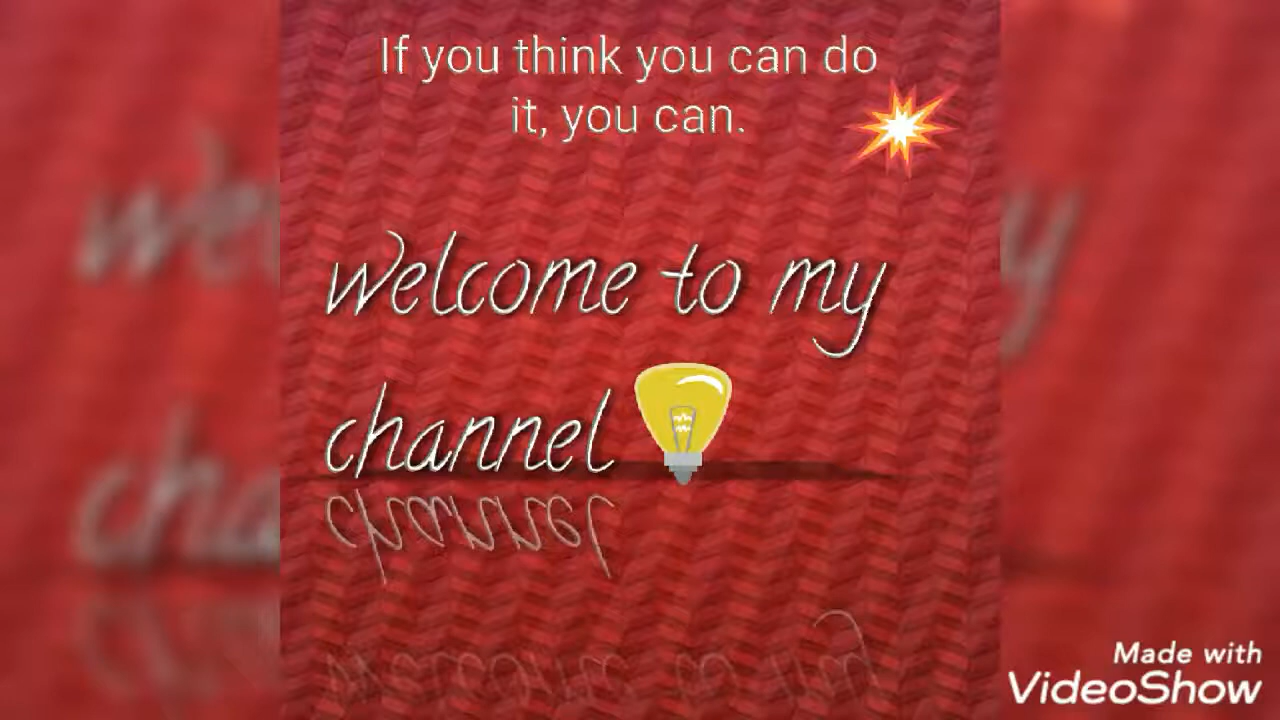 If you think you can do
it, you can.
welcome to my
channel
Made with
VideoShow